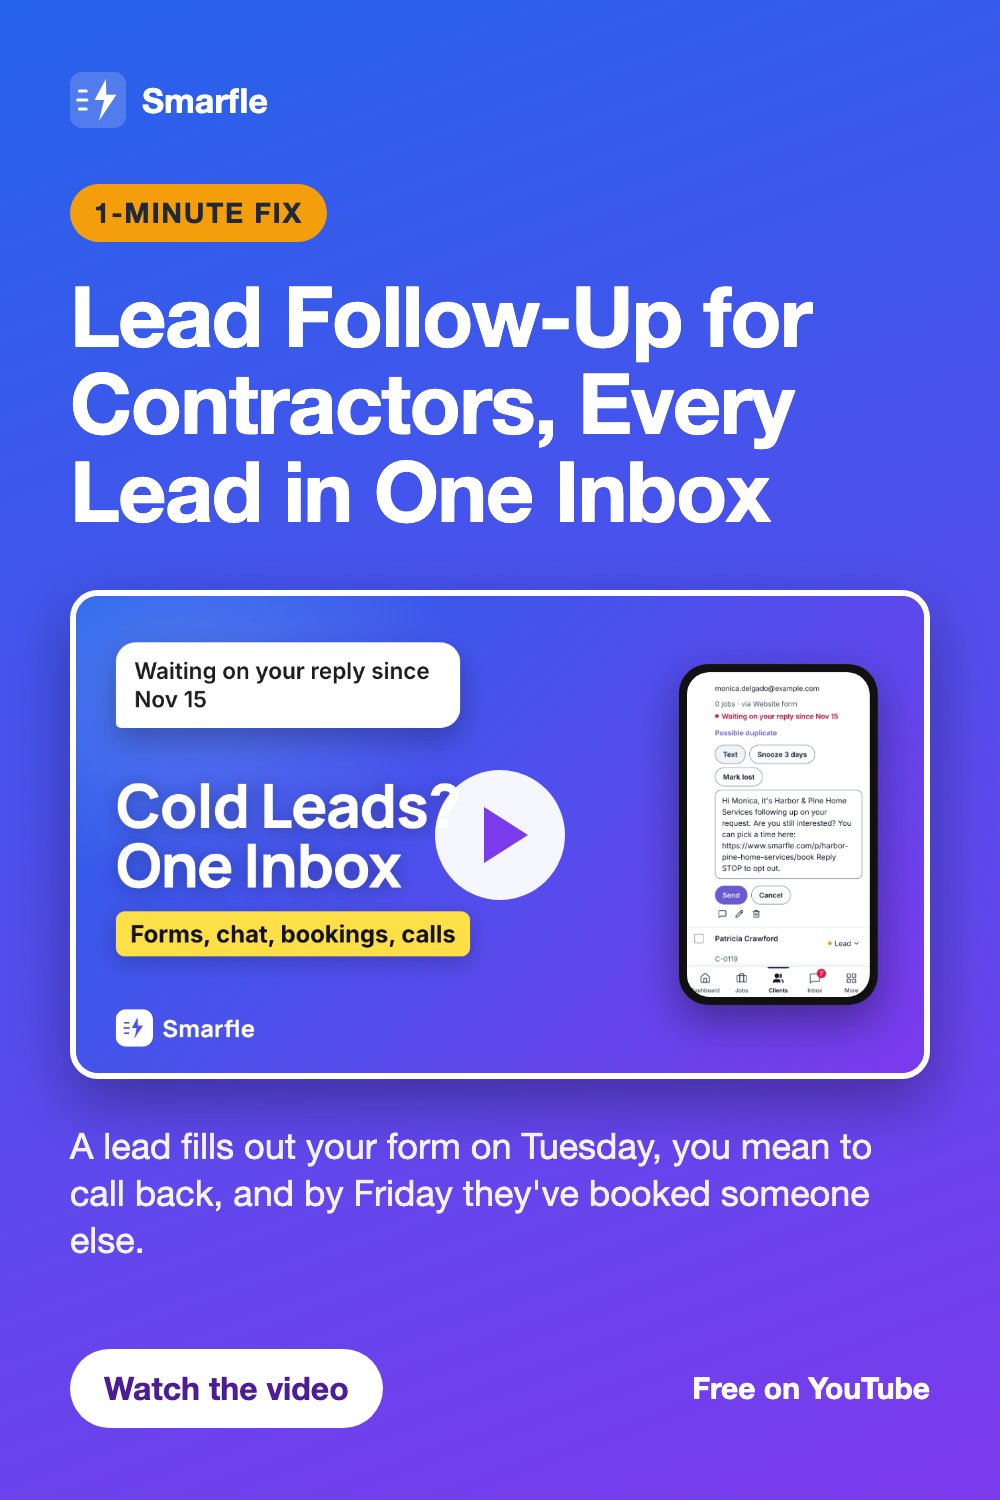 Smarfle
1-MINUTE FIX
Lead Follow-Up for
Contractors, Every
Lead in One Inbox
Waiting on your reply since
Nov 15
Cold Leads?
One Inbox
Forms, chat, bookings, calls
Smarfle
monica.delgado@example.com
0 jobs · via Website form
Waiting on your reply since Nov 15
Possible duplicate
Text
Snooze 3 days
Mark lost
Hi Monica, it's Harbor & Pine Home
Services following up on your
request. Are you still interested? You
can pick a time here:
https://www.smarfle.com/p/harbor-
pine-home-services/book Reply
STOP to opt out.
Send
Cancel
Patricia Crawford
Lead
C-0119
7
ashboard
Jobs
Clients
Inbox
More
A lead fills out your form on Tuesday, you mean to
call back, and by Friday they've booked someone
else.
Watch the video
Free on YouTube